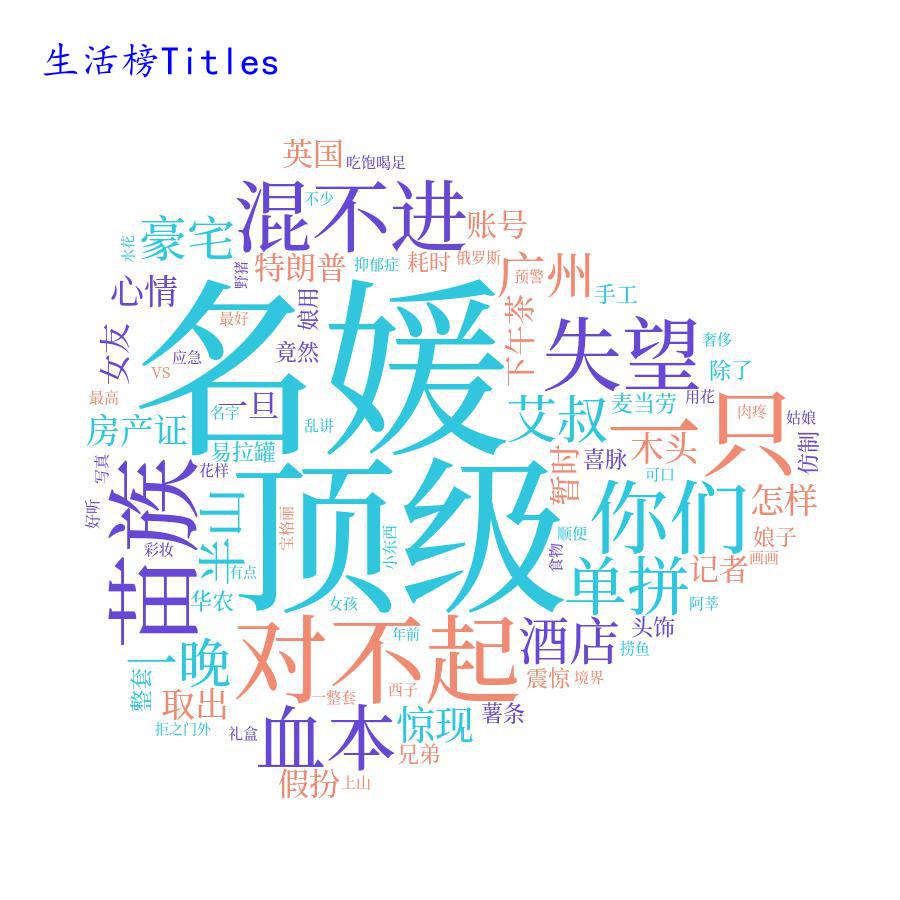 生活榜Titles
英国
吃饱喝足
混不进
不少
账号
豪宅
水花
野猪
特朗普
抑郁症
耗时
俄罗斯
广州
预警
手工
心情
娘用
名媛
最好
竟然
下午茶
失望
奢侈
女友
应急
VS
除了
最高
名字
一旦
乱讲
艾叔
麦当劳
用花
一只
肉疼
姑娘
房产证
易拉罐
木头
仿制
写真
花样
暂时
喜脉
可口
苗族
顶级
好听
半山
宝格丽
小东西
你们
怎样
彩妆
食物
顺便
娘子
有点
单拼
记者
画画
华农
女孩
阿莘
对不起
年前
酒店
头饰
捞鱼
整套
一晚
震惊
境界
取出
一整套
西子
拒之门外
礼盒
血本
惊现
薯条
兄弟
假扮
上山